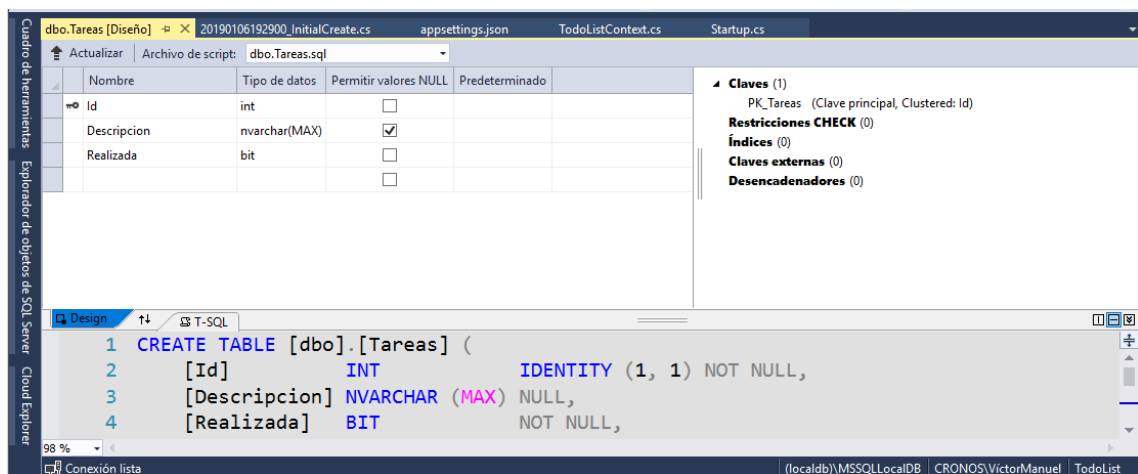 dbo.Tareas [Diseño] 20190106192900_InitialCreate.cs appsettings.json TodoListContext.cs Startup.cs
Actualizar Archivo de script: dbo.Tareas.sql
Nombre Tipo de datos Permitir valores NULL Predeterminado
Id int
Descripcion nvarchar(MAX)
Realizada bit
Claves (1)
PK_Tareas (Clave principal, Clustered: Id)
Restricciones CHECK (0)
Índices (0)
Claves externas (0)
Desencadenadores (0)
Cuadro de herramientas
Explorador de objetos de SQL Server
Cloud Explorer
Design T-SQL
1 CREATE TABLE [dbo].[Tareas] (
2 [Id] INT IDENTITY (1, 1) NOT NULL,
3 [Descripcion] NVARCHAR (MAX) NULL,
4 [Realizada] BIT NOT NULL,
98 %
Conexión lista (localdb)\MSSQLLocalDB CRONOS\VíctorManuel TodoList